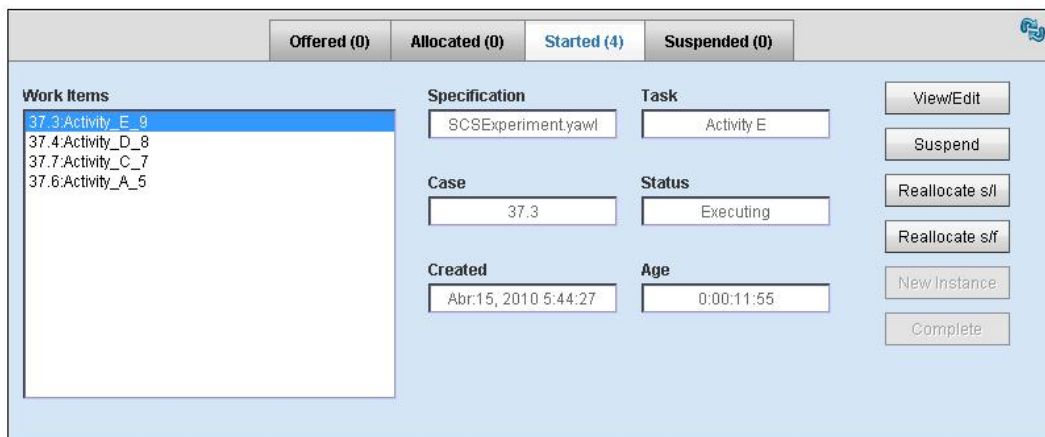 Offered (0) Allocated (0) Started (4) Suspended (0)
Work Items
37.3:Activity_E_9
37.4:Activity_D_8
37.7:Activity_C_7
37.6:Activity_A_5
Specification
SCSExperiment.yawl
Task
Activity E
Case
37.3
Status
Executing
Created
Abr:15, 2010 5:44:27
Age
0:00:11:55
View/Edit
Suspend
Reallocate s/l
Reallocate s/f
New Instance
Complete